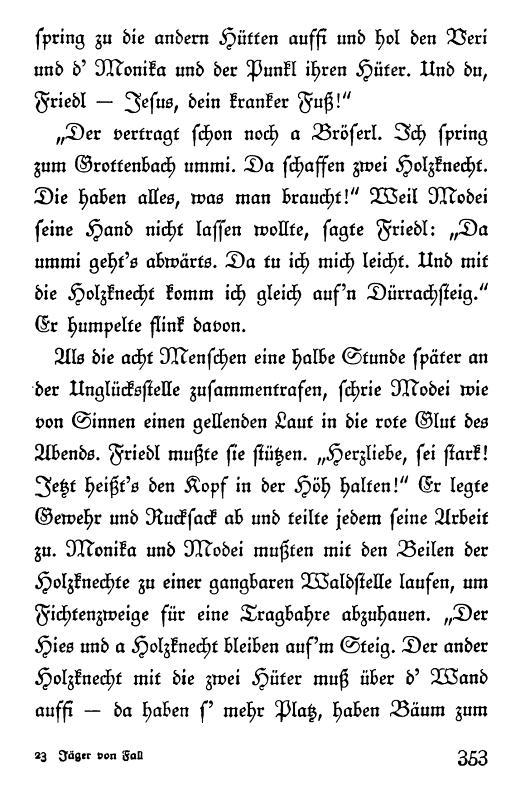 spring zu die andern Hütten auffi und hol den Veri
und d' Monika und der Punkl ihren Hüter. Und du,
Friedl — Jesus, dein kranker Fuß!“
„Der vertragt schon noch a Bröserl. Ich spring
zum Grottenbach ummi. Da schaffen zwei Holzknecht.
Die haben alles, was man braucht!“ Weil Modei
seine Hand nicht lassen wollte, sagte Friedl: „Da
ummi geht's abwärts. Da tu ich mich leicht. Und mit
die Holzknecht komm ich gleich auf'n Dürrachsteig.“
Er humpelte flink davon.
Als die acht Menschen eine halbe Stunde später an
der Unglücksstelle zusammentrafen, schrie Modei wie
von Sinnen einen gellenden Laut in die rote Glut des
Abends. Friedl mußte sie stützen. „Herzliebe, sei stark!
Jetzt heißt's den Kopf in der Höh halten!“ Er legte
Gewehr und Rucksack ab und teilte jedem seine Arbeit
zu. Monika und Modei mußten mit den Beilen der
Holzknechte zu einer gangbaren Waldstelle laufen, um
Fichtenzweige für eine Tragbahre abzuhauen. „Der
Hies und a Holzknecht bleiben auf'm Steig. Der ander
Holzknecht mit die zwei Hüter muß über d' Wand
auffi — da haben s' mehr Platz, haben Bäum zum
23 Jäger von Fall 353